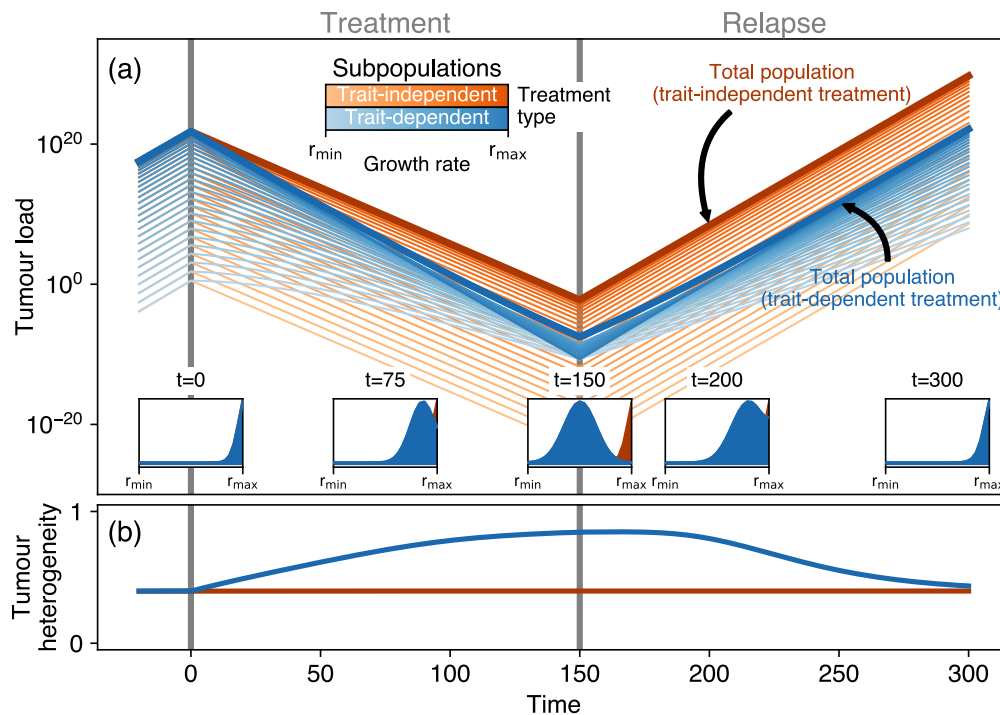 Treatment
Relapse
(a)
Subpopulations
Trait-independent
Trait-dependent
Treatment
type
r_min
r_max
Growth rate
Total population
(trait-independent treatment)
Total population
(trait-dependent treatment)
Tumour load
10^20
10^0
10^−20
t=0
t=75
t=150
t=200
t=300
r_min
r_max
r_min
r_max
r_min
r_max
r_min
r_max
r_min
r_max
(b)
Tumour
heterogeneity
1
0
0
50
100
150
200
250
300
Time